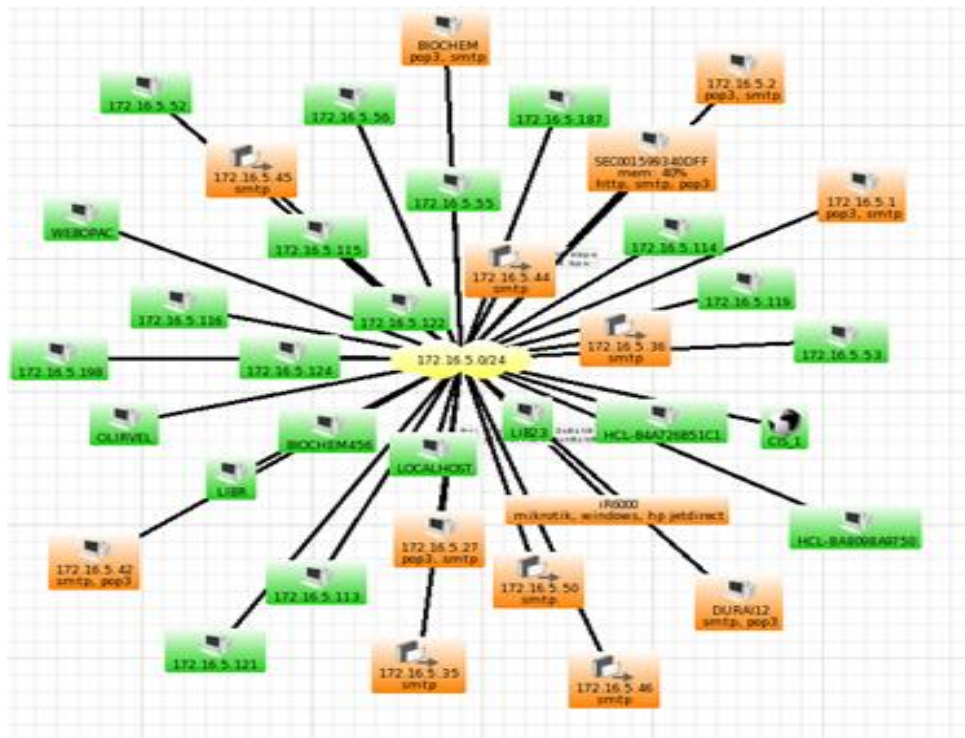 BIOCHEM
pop3, smtp
172.16.5.2
pop3, smtp
172.16.5.52
172.16.5.56
172.16.5.187
SEC001599340DFF
mem: 40%
http, smtp, pop3
172.16.5.45
smtp
172.16.5.55
172.16.5.1
pop3, smtp
WEBOPAC
172.16.5.115
172.16.5.114
172.16.5.44
smtp
172.16.5.119
172.16.5.116
172.16.5.122
172.16.5.36
smtp
172.16.5.53
172.16.5.198
172.16.5.124
172.16.5.0/24
OLIRVEL
BIOCHEM456
LIB23
HCL-84A726851C1
CIS_1
LOCALHOST
LIBR
iR6000
mikrotik, windows, hp jetdirect
HCL-8A8098A9750
172.16.5.42
smtp, pop3
172.16.5.27
pop3, smtp
172.16.5.50
smtp
172.16.5.113
DURAI12
smtp, pop3
172.16.5.121
172.16.5.35
smtp
172.16.5.46
smtp